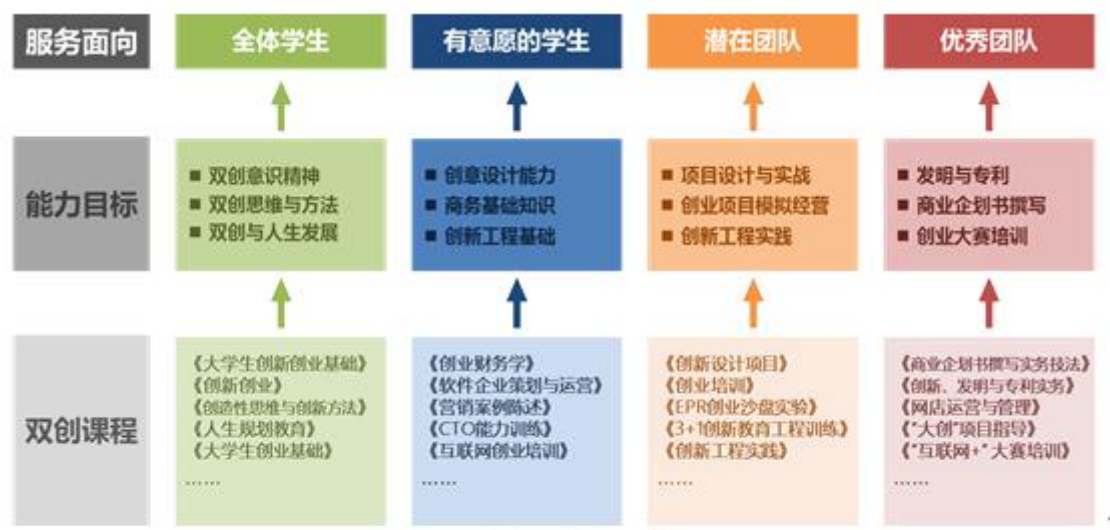 服务面向
全体学生
有意愿的学生
潜在团队
优秀团队
能力目标
■ 双创意识精神
■ 双创思维与方法
■ 双创与人生发展
■ 创意设计能力
■ 商务基础知识
■ 创新工程基础
■ 项目设计与实战
■ 创业项目模拟经营
■ 创新工程实践
■ 发明与专利
■ 商业企划书撰写
■ 创业大赛培训
双创课程
《大学生创新创业基础》
《创新创业》
《创造性思维与创新方法》
《人生规划教育》
《大学生创业基础》
……
《创业财务学》
《软件企业策划与运营》
《营销案例陈述》
《CTO能力训练》
《互联网创业培训》
……
《创新设计项目》
《创业培训》
《EPR创业沙盘实验》
《3+1创新教育工程训练》
《创新工程实践》
……
《商业企划书撰写实务技法》
《创新、发明与专利实务》
《网店运营与管理》
《“大创”项目指导》
《“互联网+”大赛培训》
……